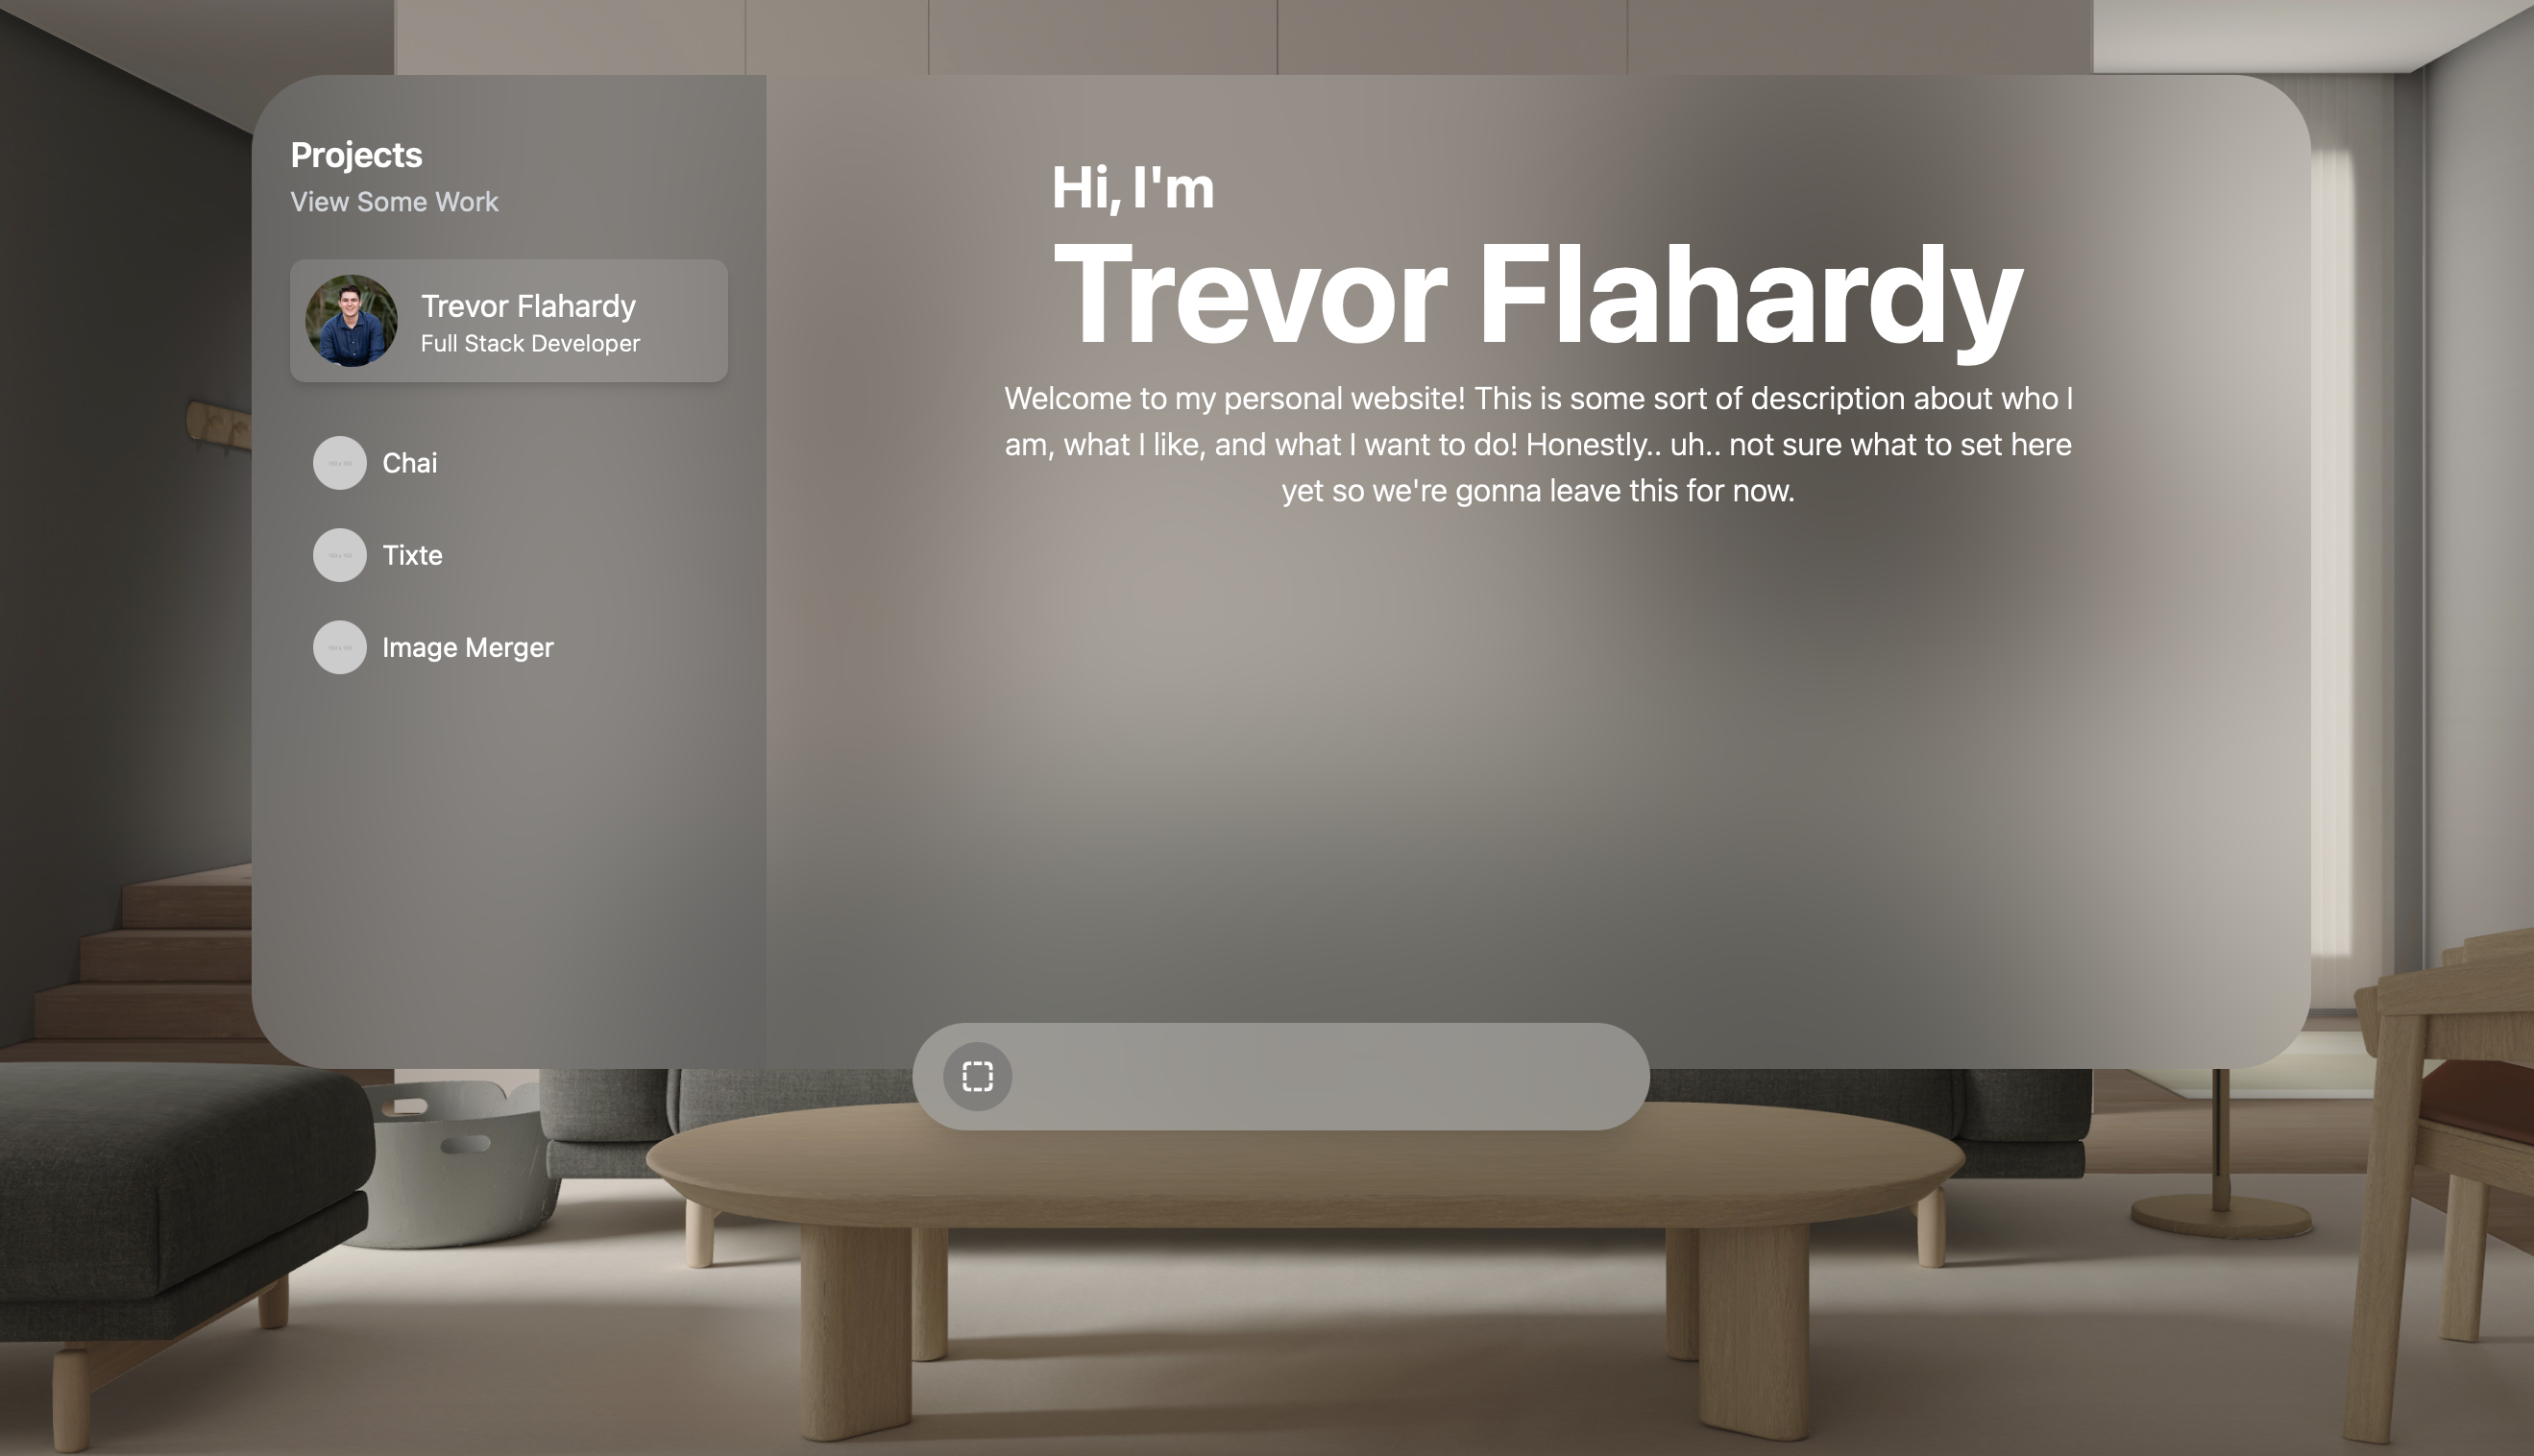 Projects
View Some Work
Trevor Flahardy
Full Stack Developer
Chai
Tixte
Image Merger
Hi, I'm
Trevor Flahardy
Welcome to my personal website! This is some sort of description about who I
am, what I like, and what I want to do! Honestly.. uh.. not sure what to set here
yet so we're gonna leave this for now.